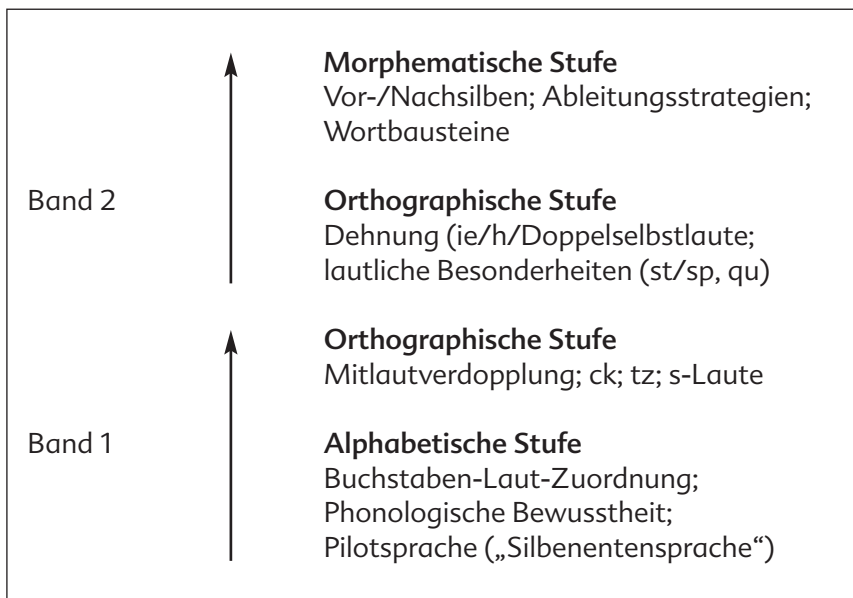 Morphematische Stufe
Vor-/Nachsilben; Ableitungsstrategien;
Wortbausteine
Band 2
Orthographische Stufe
Dehnung (ie/h/Doppelselbstlaute;
lautliche Besonderheiten (st/sp, qu)
Orthographische Stufe
Mitlautverdopplung; ck; tz; s-Laute
Band 1
Alphabetische Stufe
Buchstaben-Laut-Zuordnung;
Phonologische Bewusstheit;
Pilotsprache („Silbenentensprache“)